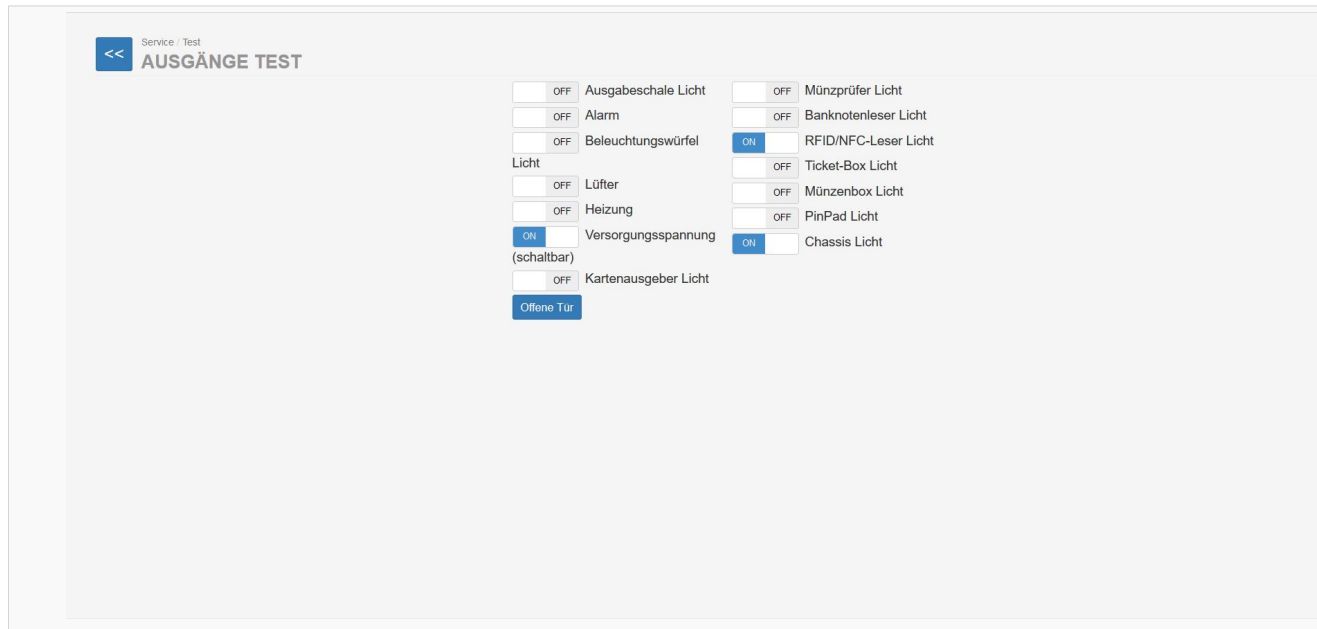 <<
Service / Test
AUSGÄNGE TEST
OFF Ausgabeschale Licht
OFF Alarm
OFF Beleuchtungswürfel
Licht
OFF Lüfter
OFF Heizung
ON Versorgungsspannung
(schaltbar)
OFF Kartenausgeber Licht
Offene Tür
OFF Münzprüfer Licht
OFF Banknotenleser Licht
ON RFID/NFC-Leser Licht
OFF Ticket-Box Licht
OFF Münzenbox Licht
OFF PinPad Licht
ON Chassis Licht